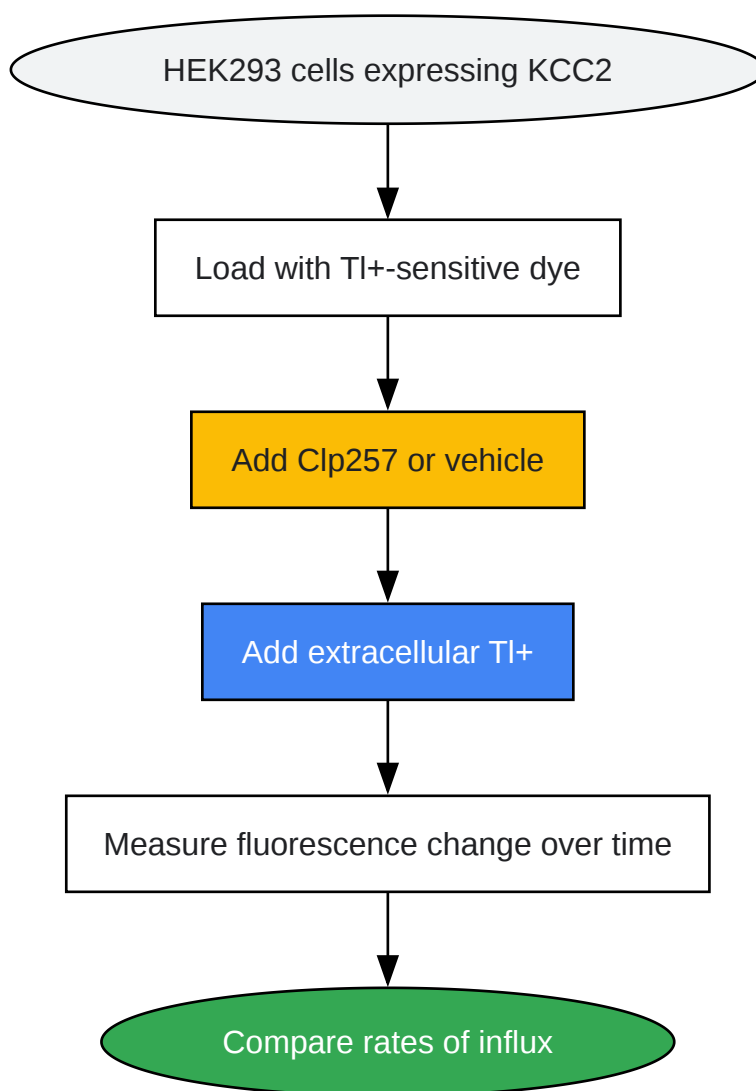 HEK293 cells expressing KCC2
Load with Tl+-sensitive dye
Add Clp257 or vehicle
Add extracellular Tl+
Measure fluorescence change over time
Compare rates of influx